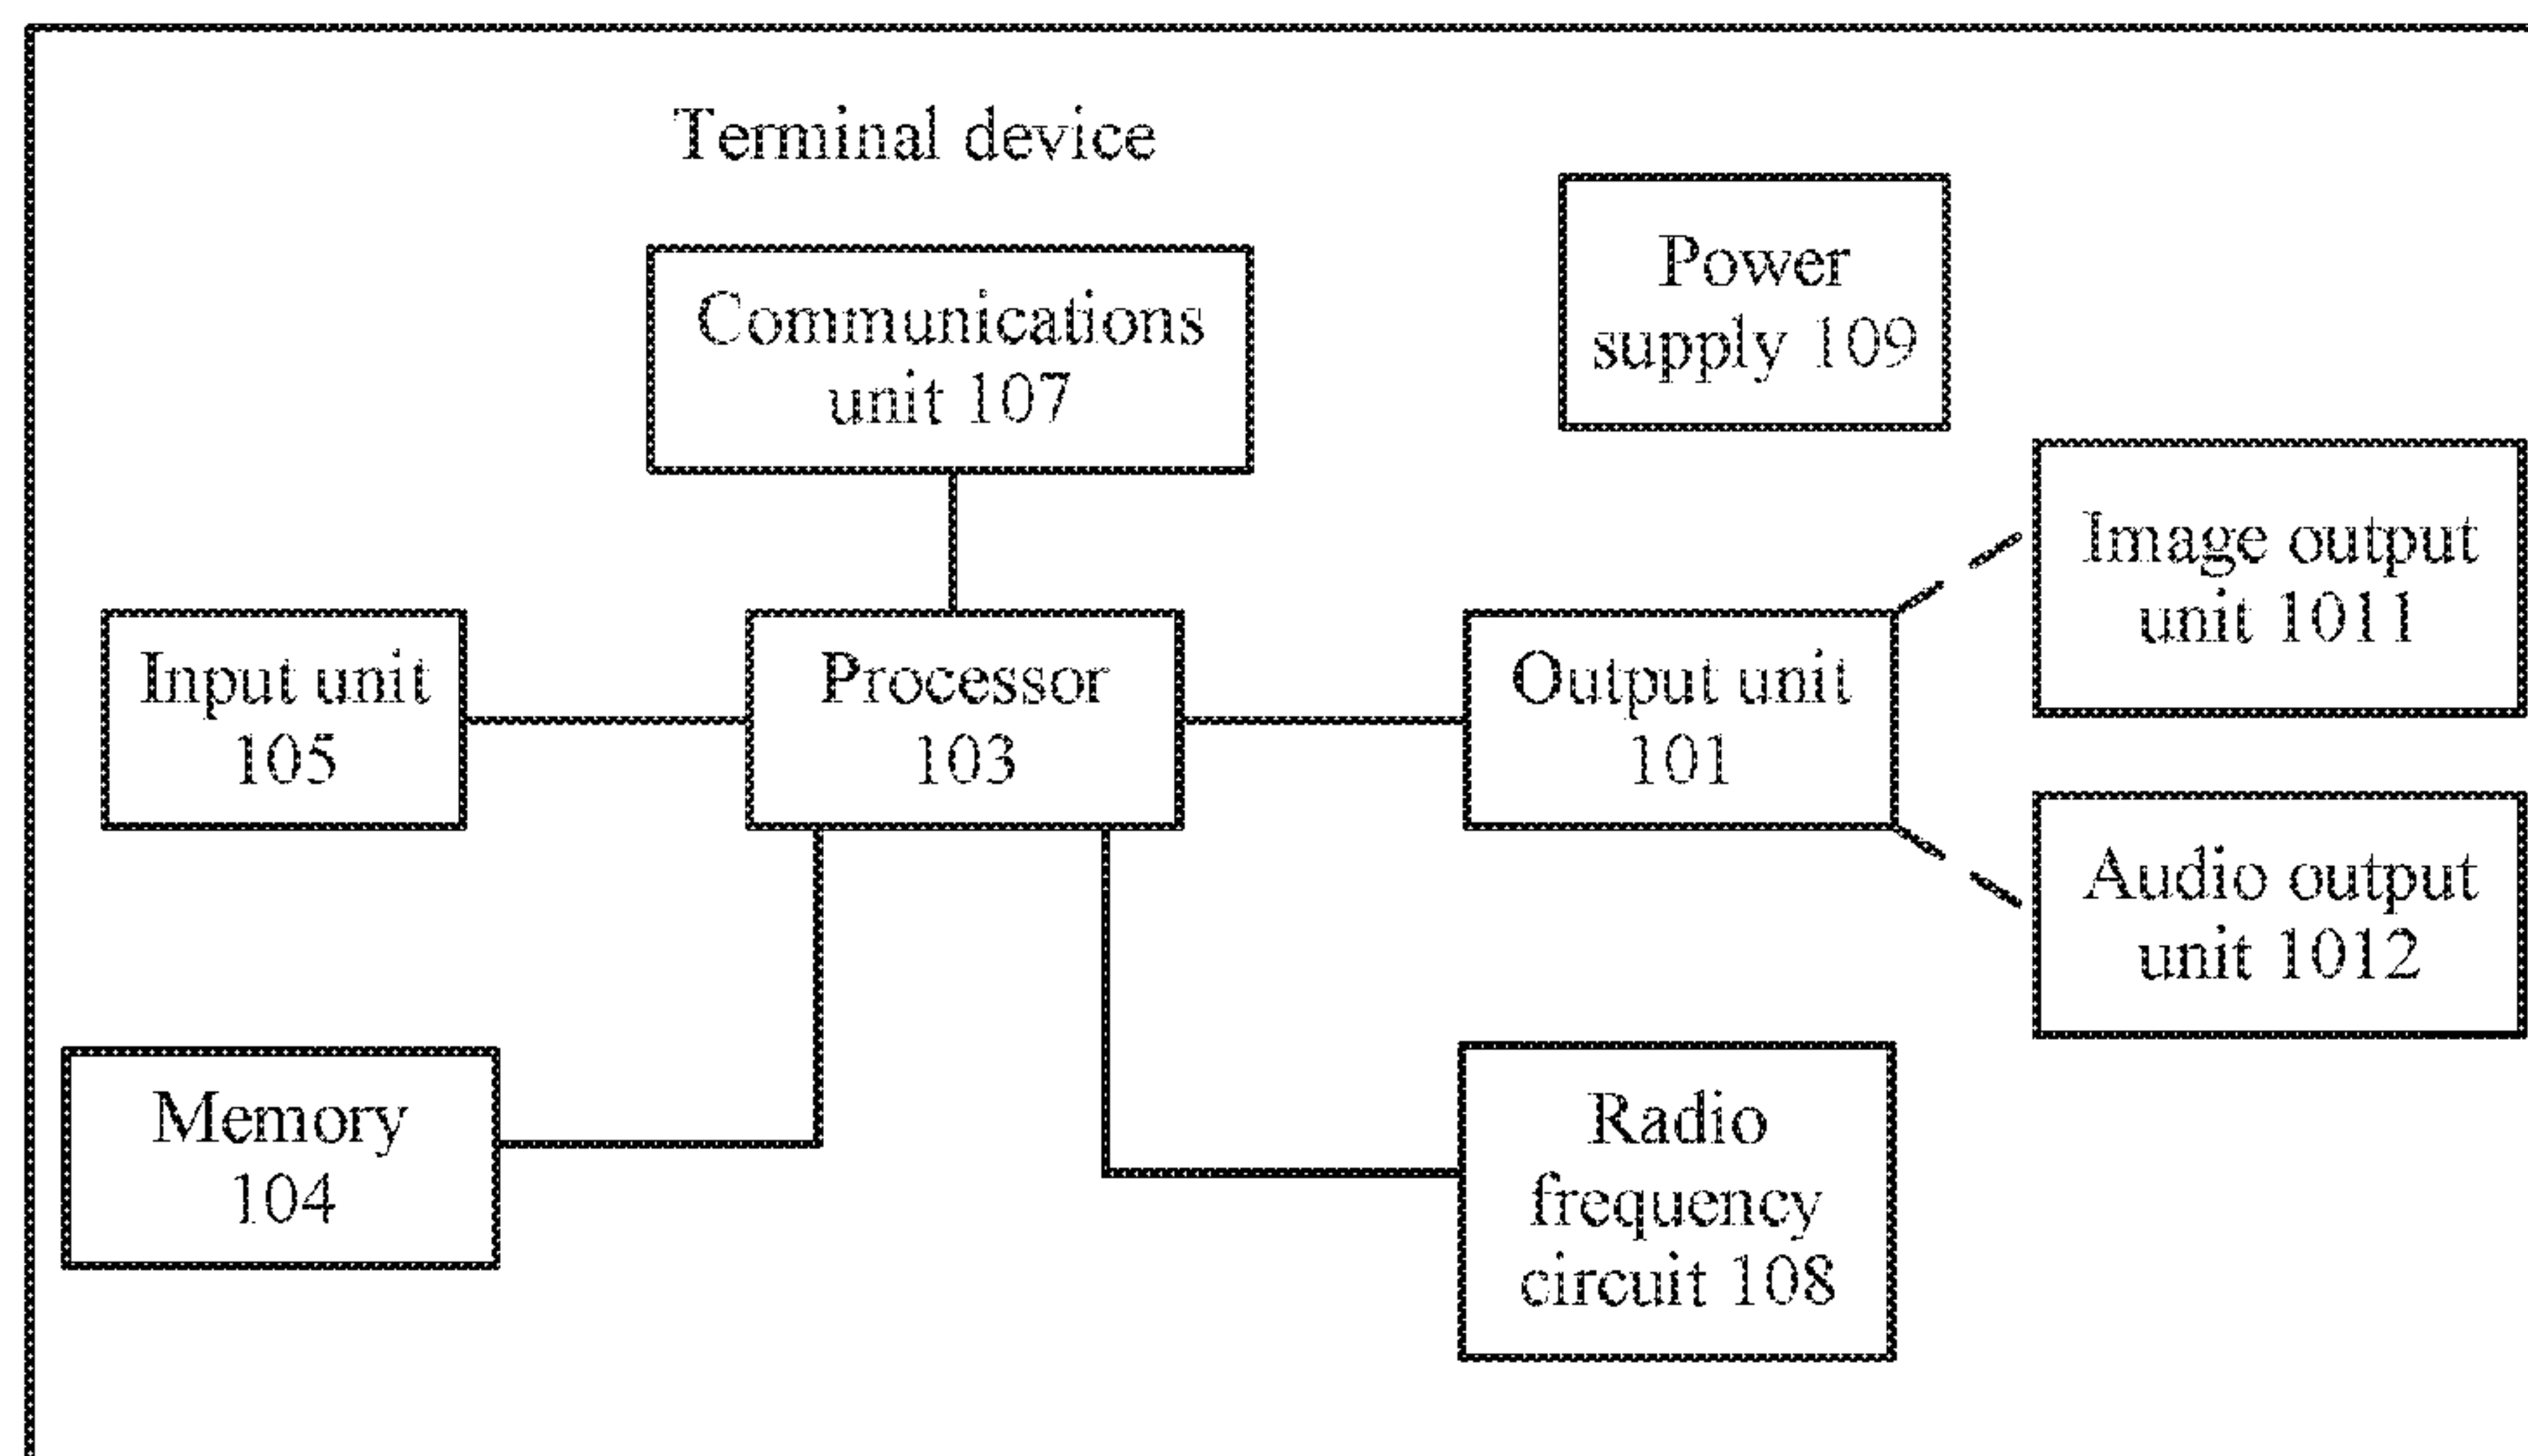 Terminal device
Power
supply 109
Communications
unit 107
Image output
unit 1011
Input unit
105
Processor
103
Output unit
101
Audio output
unit 1012
Memory
104
Radio
frequency
circuit 108